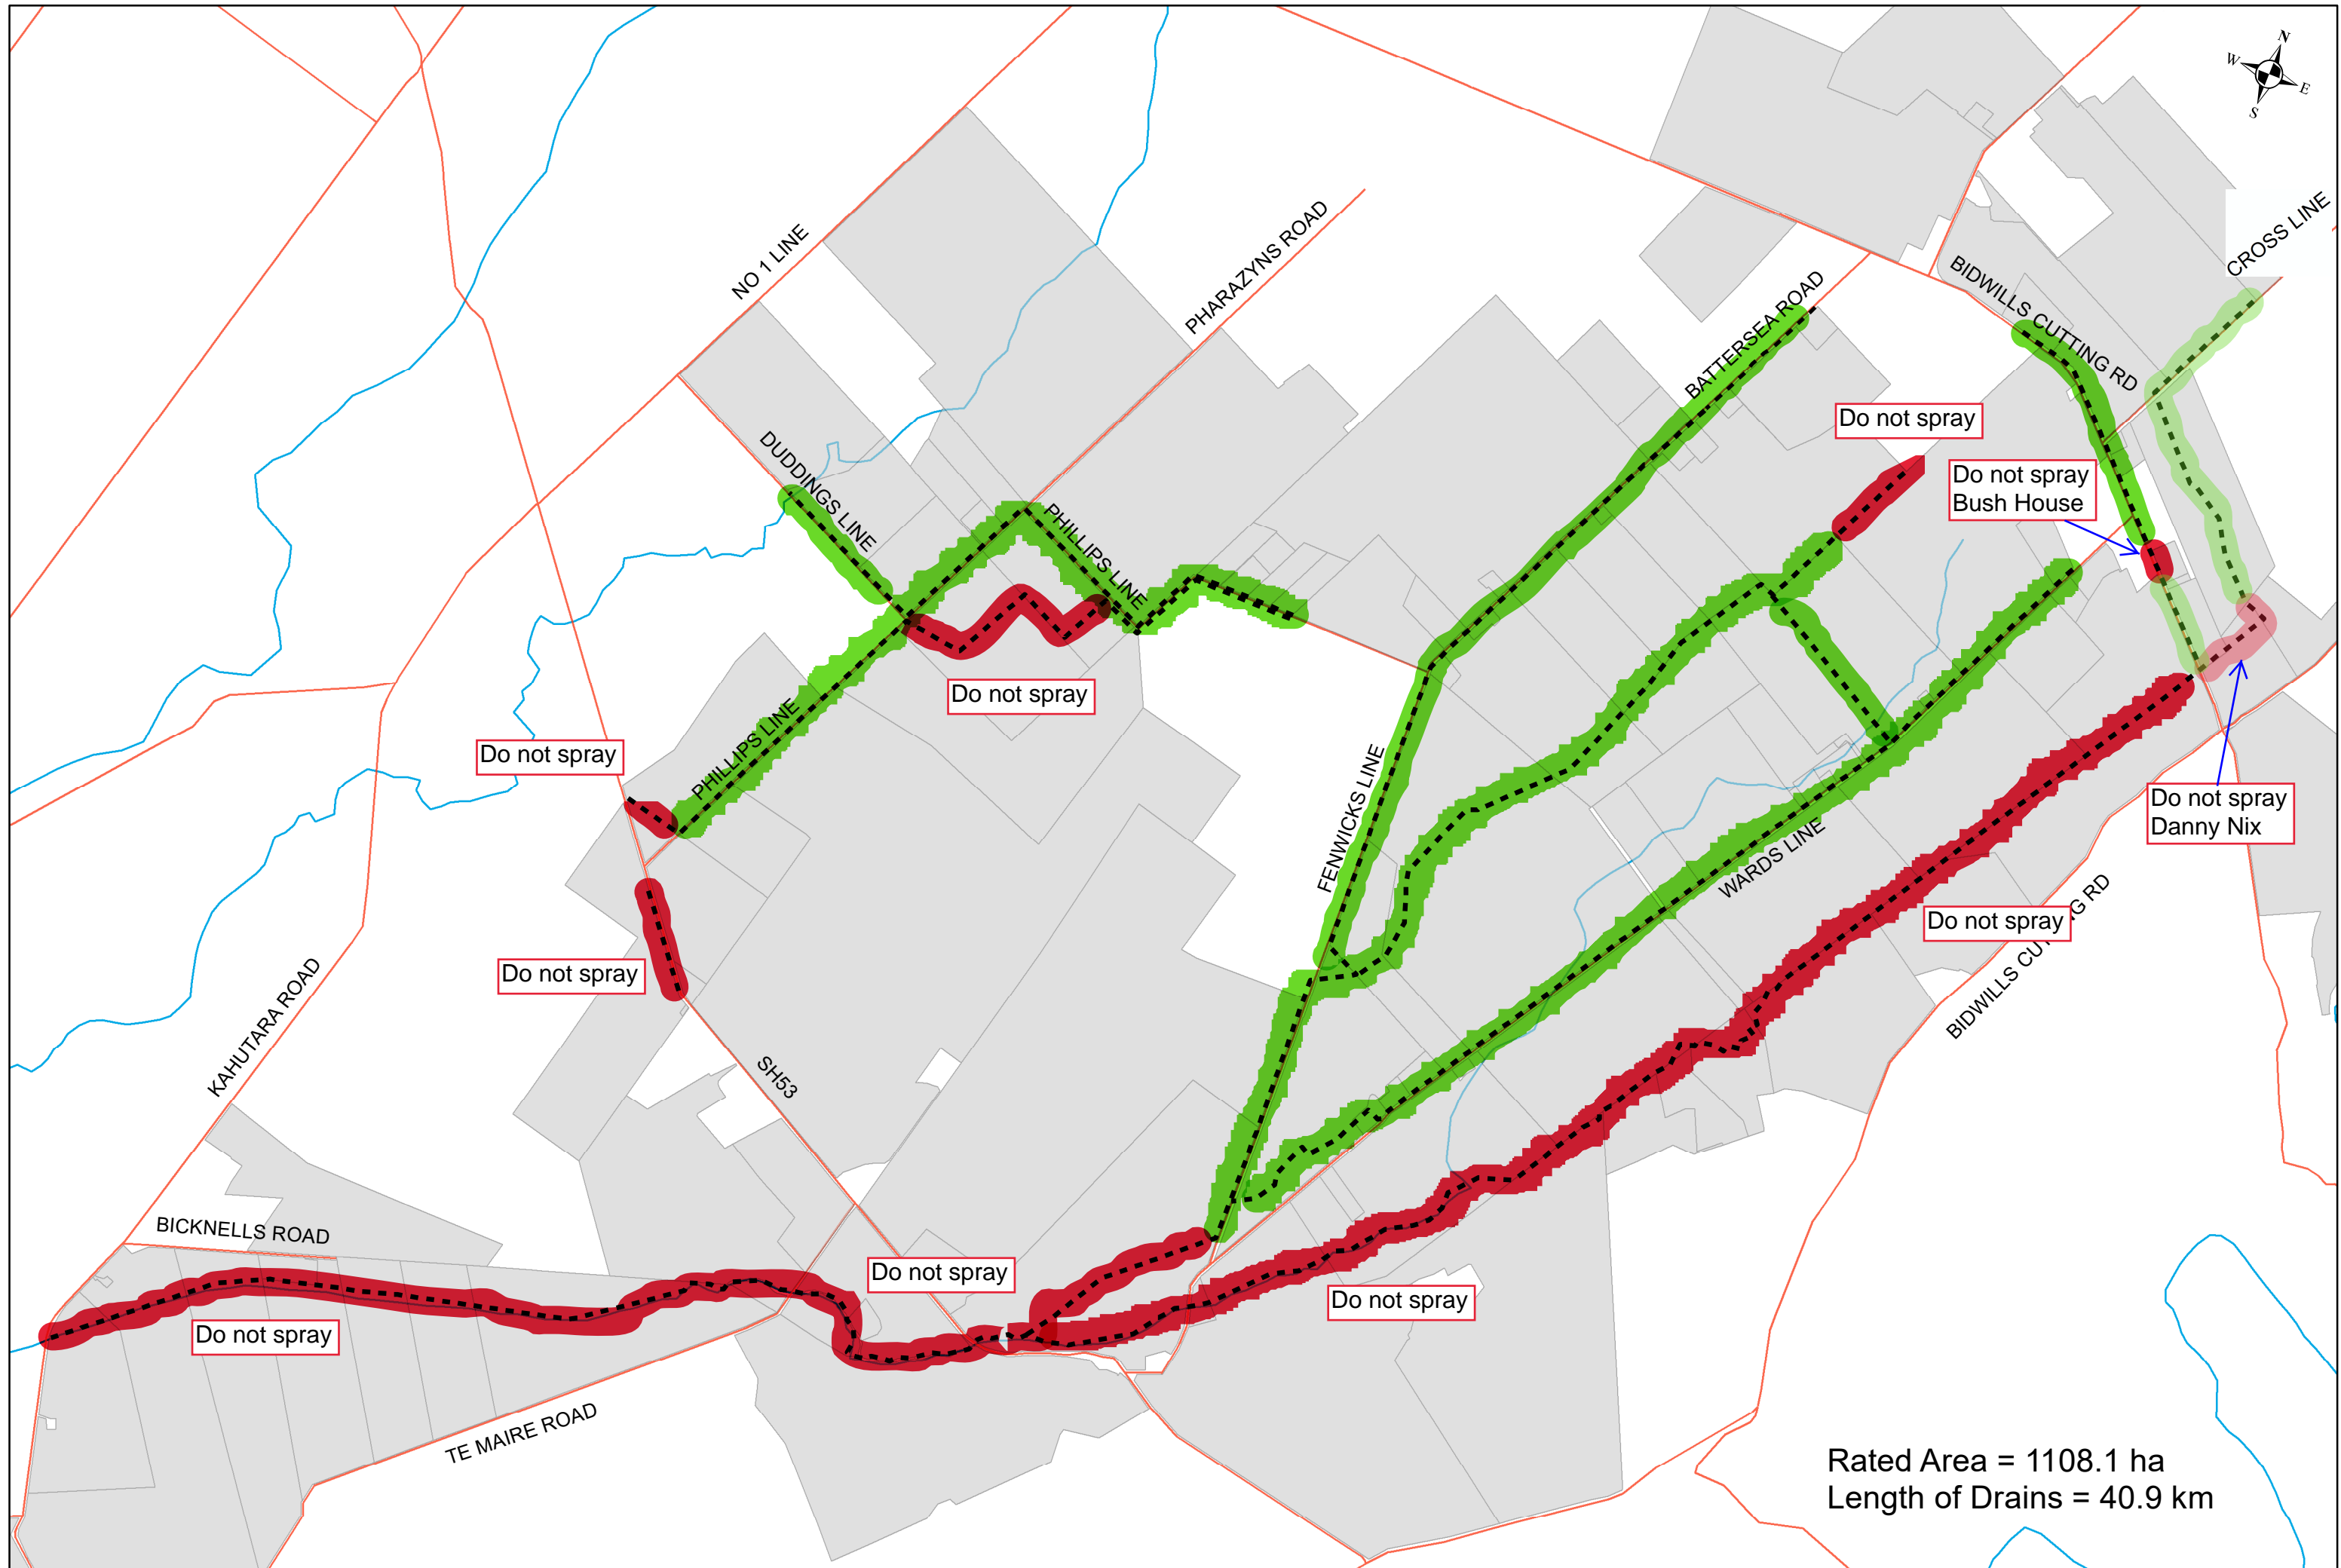 N
W
E
S
CROSS LINE
NO 1 LINE
PHARAZYNS ROAD
BIDWILLS CUTTING RD
BATTERSEA ROAD
Do not spray
DUDDINGS LINE
Do not spray
Bush House
PHILLIPS LINE
Do not spray
PHILLIPS LINE
Do not spray
FENWICKS LINE
Do not spray
Danny Nix
WARDS LINE
Do not spray
BIDWILLS CUT NG RD
Do not spray
KAHUTARA ROAD
SH53
BICKNELLS ROAD
Do not spray
Do not spray
Do not spray
TE MAIRE ROAD
Rated Area = 1108.1 ha
Length of Drains = 40.9 km